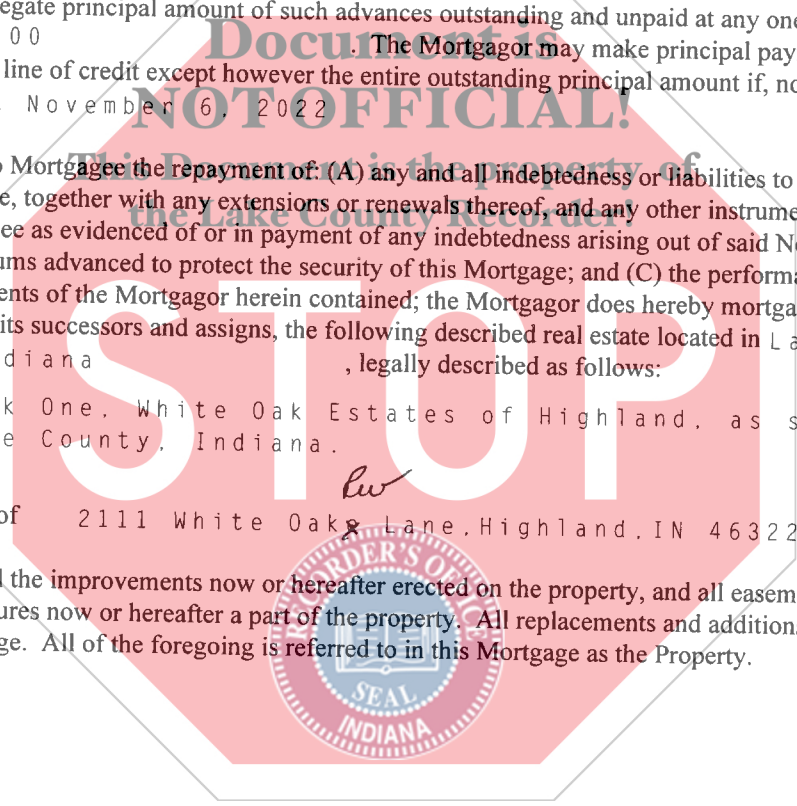 egate principal amount of such advances outstanding and unpaid at any one
00 . The Mortgagor may make principal pay
line of credit except however the entire outstanding principal amount if, no
November 6, 2022
Document is
NOT OFFICIAL!
This Document is the property of
the Lake County Recorder!
o Mortgagee the repayment of: (A) any and all indebtedness or liabilities to
e, together with any extensions or renewals thereof, and any other instrume
ee as evidenced of or in payment of any indebtedness arising out of said N
ums advanced to protect the security of this Mortgage; and (C) the performa
ents of the Mortgagor herein contained; the Mortgagor does hereby mortga
its successors and assigns, the following described real estate located in La
diana , legally described as follows:
k One, White Oak Estates of Highland, as s
e County, Indiana.
STOP
of 2111 White Oak Lane, Highland, IN 46322
d the improvements now or hereafter erected on the property, and all easem
ures now or hereafter a part of the property. All replacements and addition
ge. All of the foregoing is referred to in this Mortgage as the Property.
RECORDER'S OFFICE
SEAL
INDIANA